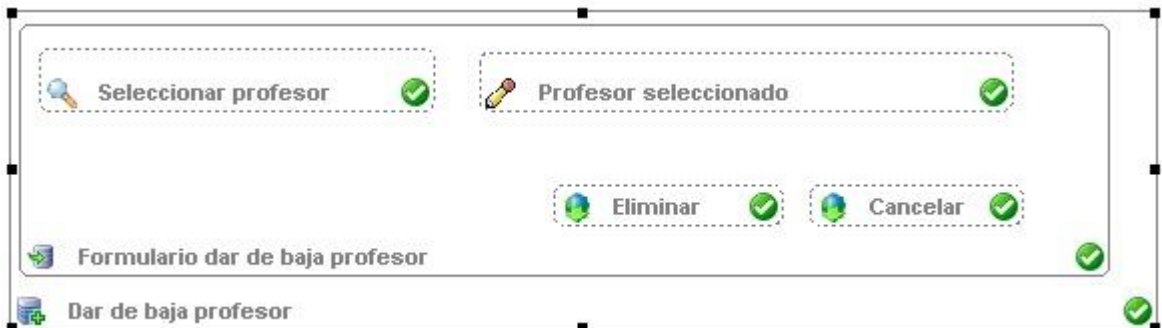 Seleccionar profesor
Profesor seleccionado
Eliminar
Cancelar
Formulario dar de baja profesor
Dar de baja profesor